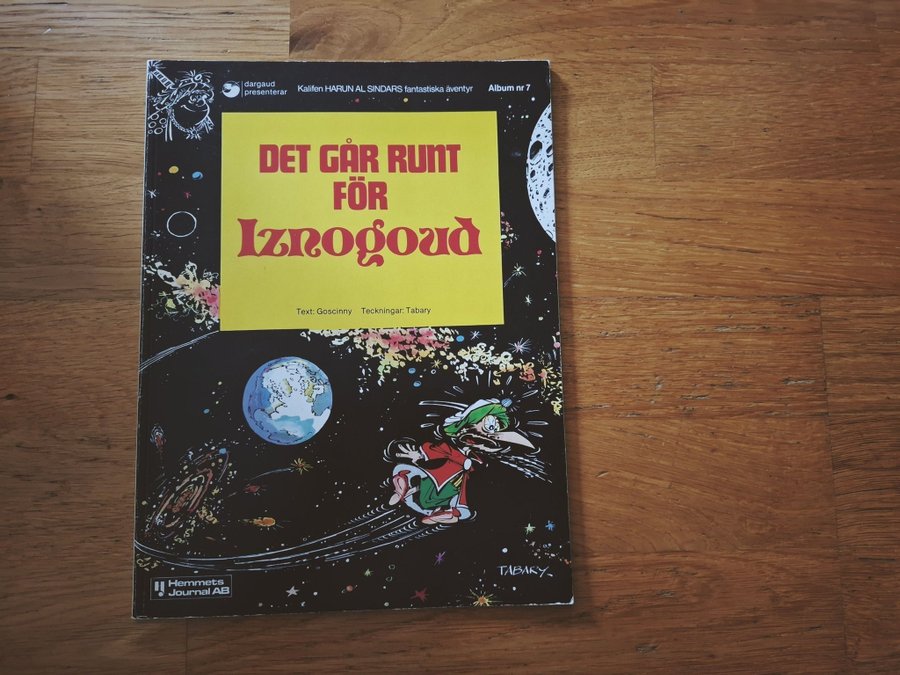 dargaud
presenterar
Kalifen HARUN AL SINDARS fantastiska äventyr
Album nr 7
DET GÅR RUNT
FÖR
Iznogoud
Text: Goscinny Teckningar: Tabary
TABARY
Hemmets
Journal AB